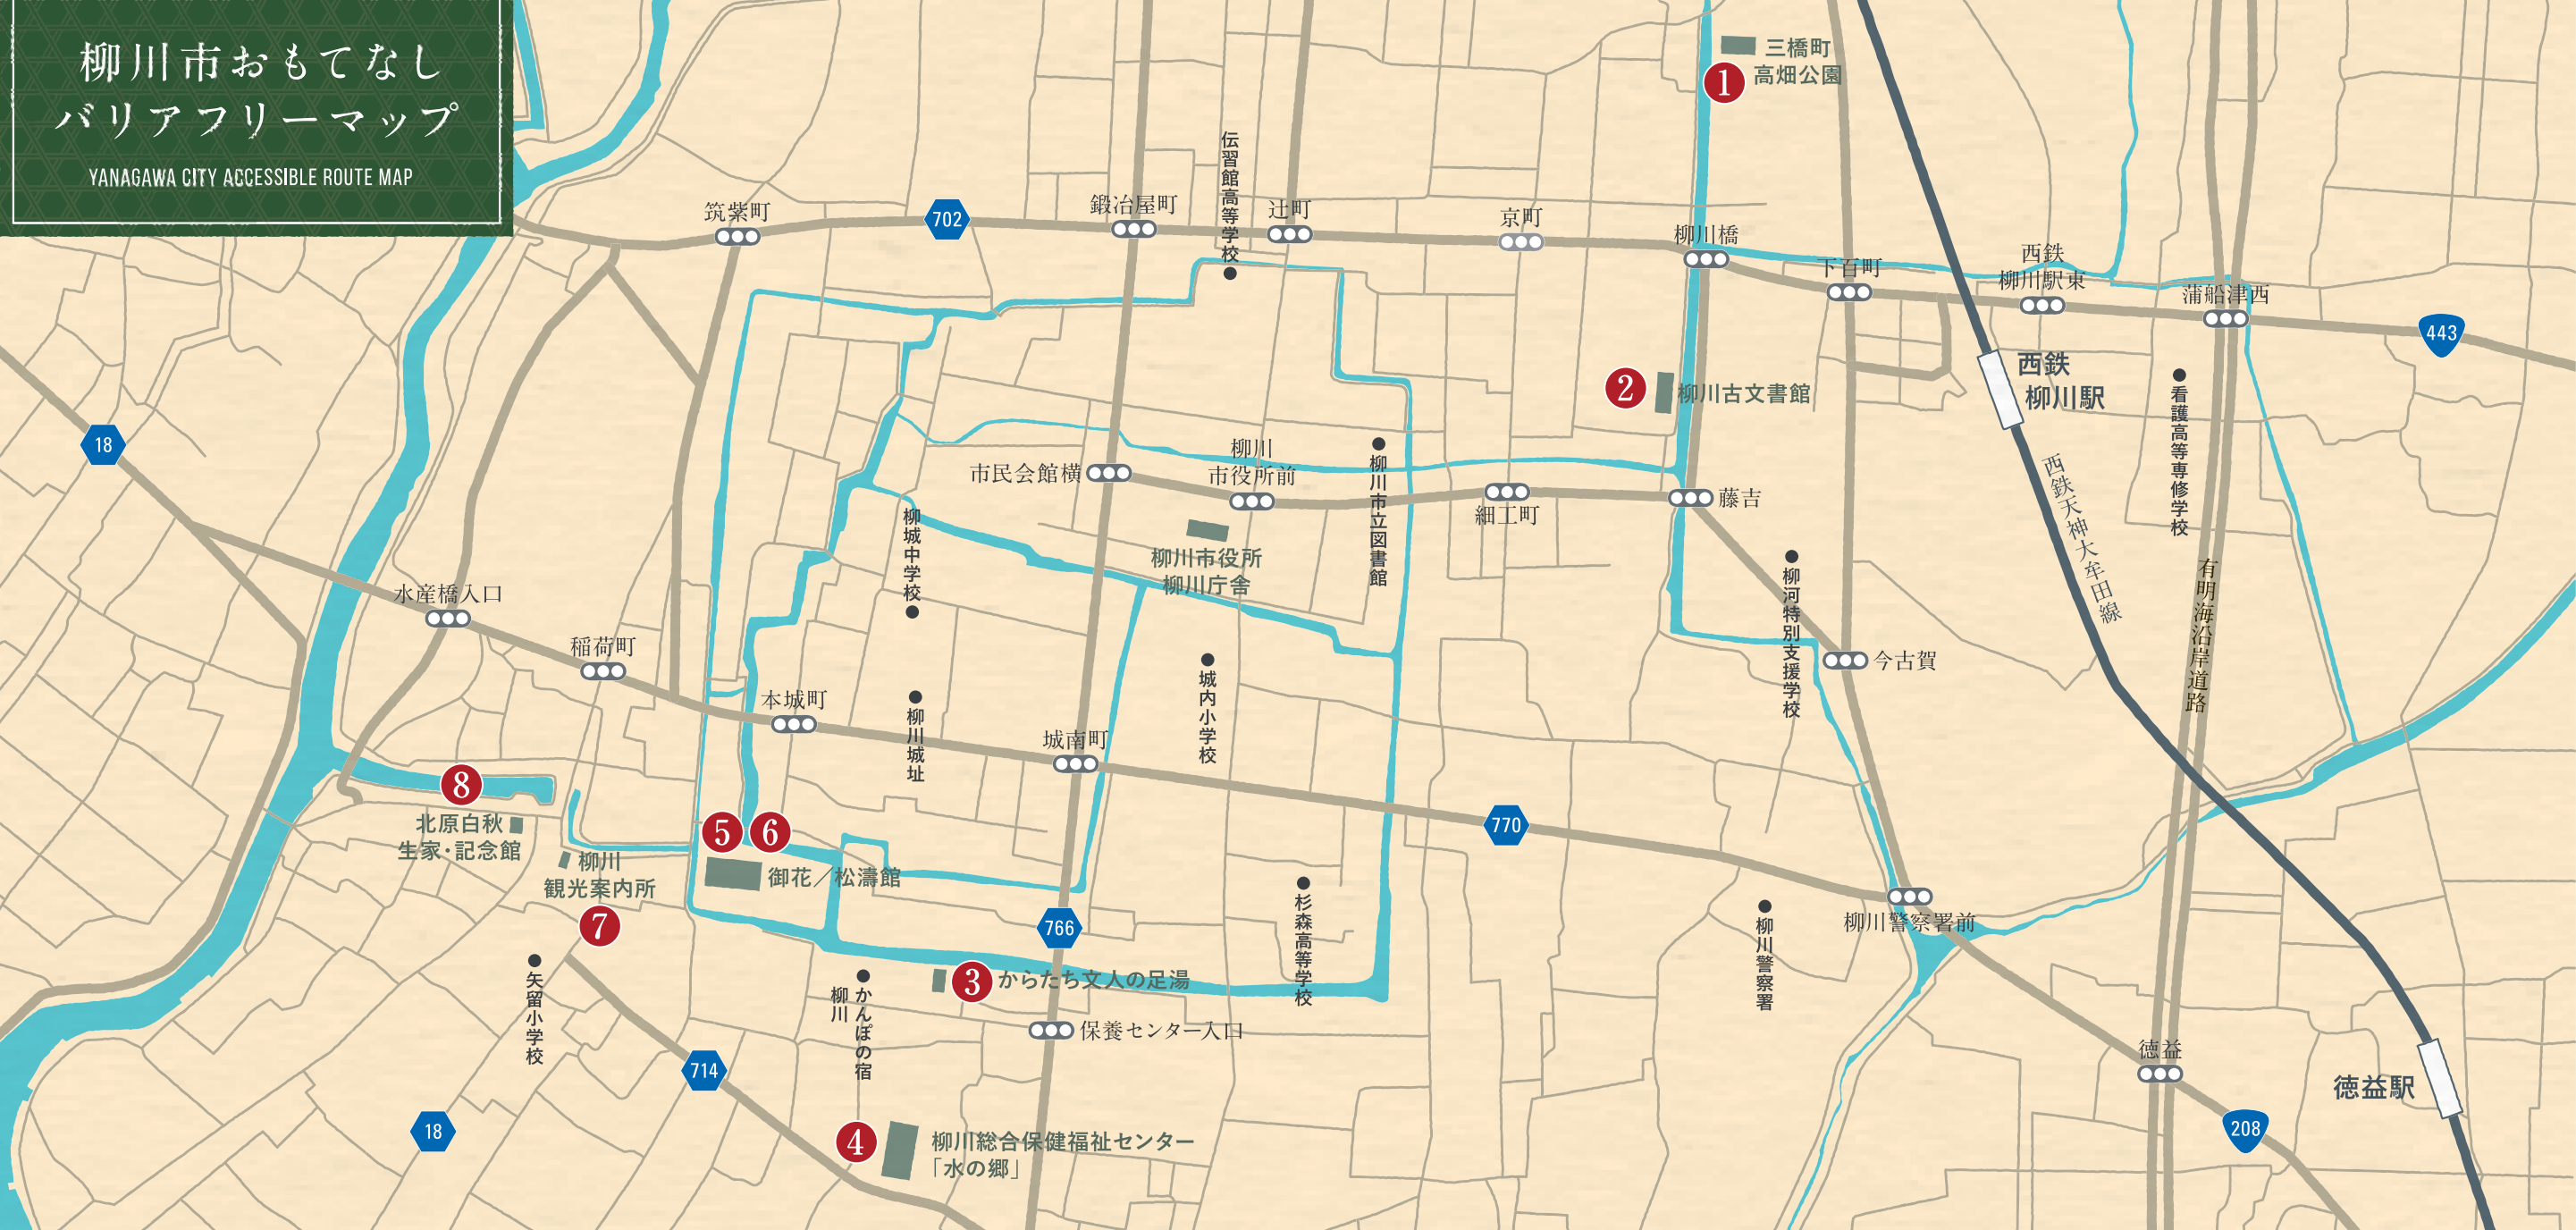 柳川市おもてなし
バリアフリーマップ
YANAGAWA CITY ACCESSIBLE ROUTE MAP
三橋町
高畑公園
1
伝習館高等学校
筑紫町
702
鍛冶屋町
辻町
京町
柳川橋
下百町
西鉄
柳川駅東
蒲船津西
443
西鉄
柳川駅
2
柳川古文書館
看護高等専修学校
18
市民会館横
柳川
市役所前
柳川市立図書館
細工町
藤吉
西鉄天神大牟田線
有明海沿岸道路
柳城中学校
柳川市役所
柳川庁舎
柳河特別支援学校
水産橋入口
稲荷町
本城町
柳川城址
城南町
城内小学校
今古賀
8
北原白秋
生家・記念館
柳川
観光案内所
7
5
6
御花／松濤館
770
766
杉森高等学校
柳川警察署前
柳川警察署
矢留小学校
かんぽの宿
柳川
3
からたち文人の足湯
保養センター入口
徳益
徳益駅
714
18
4
柳川総合保健福祉センター
「水の郷」
208